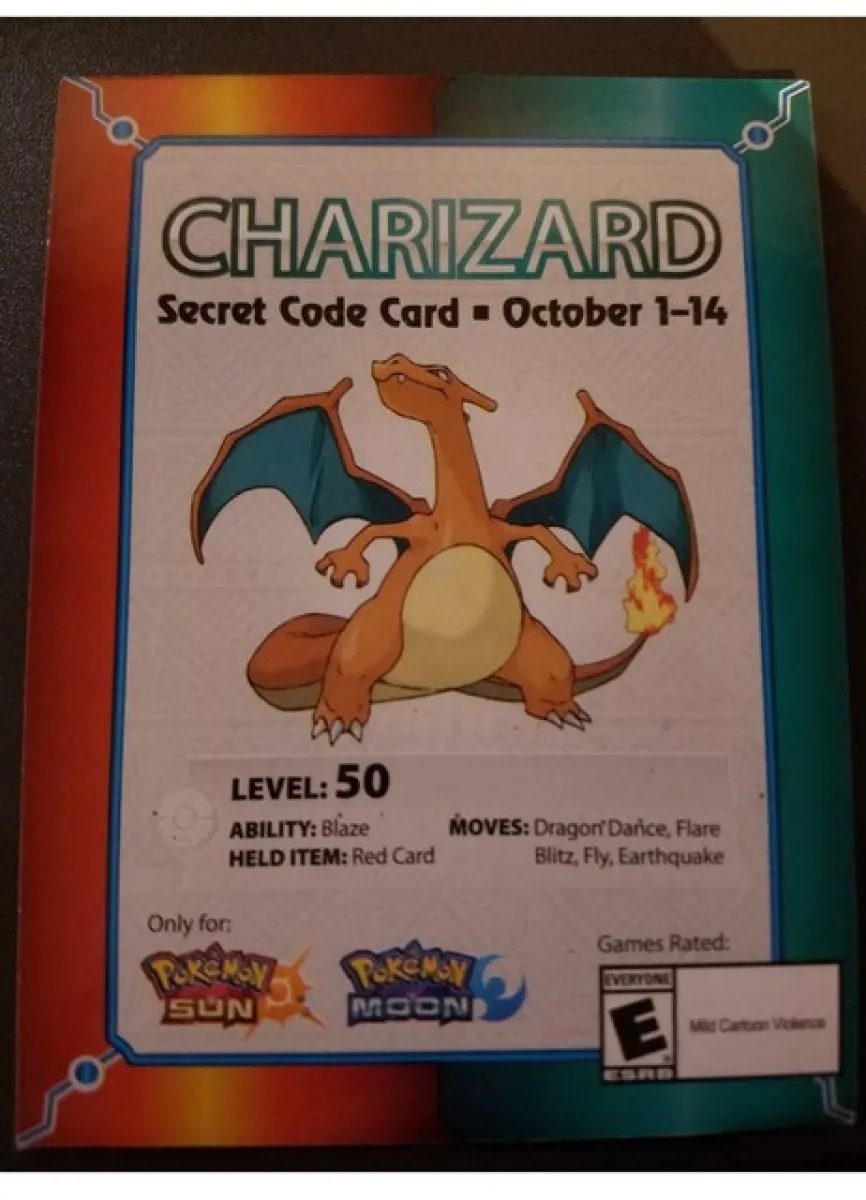 CHARIZARD
Secret Code Card ▪ October 1–14
LEVEL: 50
ABILITY: Blaze
HELD ITEM: Red Card
MOVES: Dragon Dance, Flare
Blitz, Fly, Earthquake
Only for:
POKéMON
SUN
POKéMON
MOON
Games Rated:
EVERYONE
E
®
ESRB
Mild Cartoon Violence